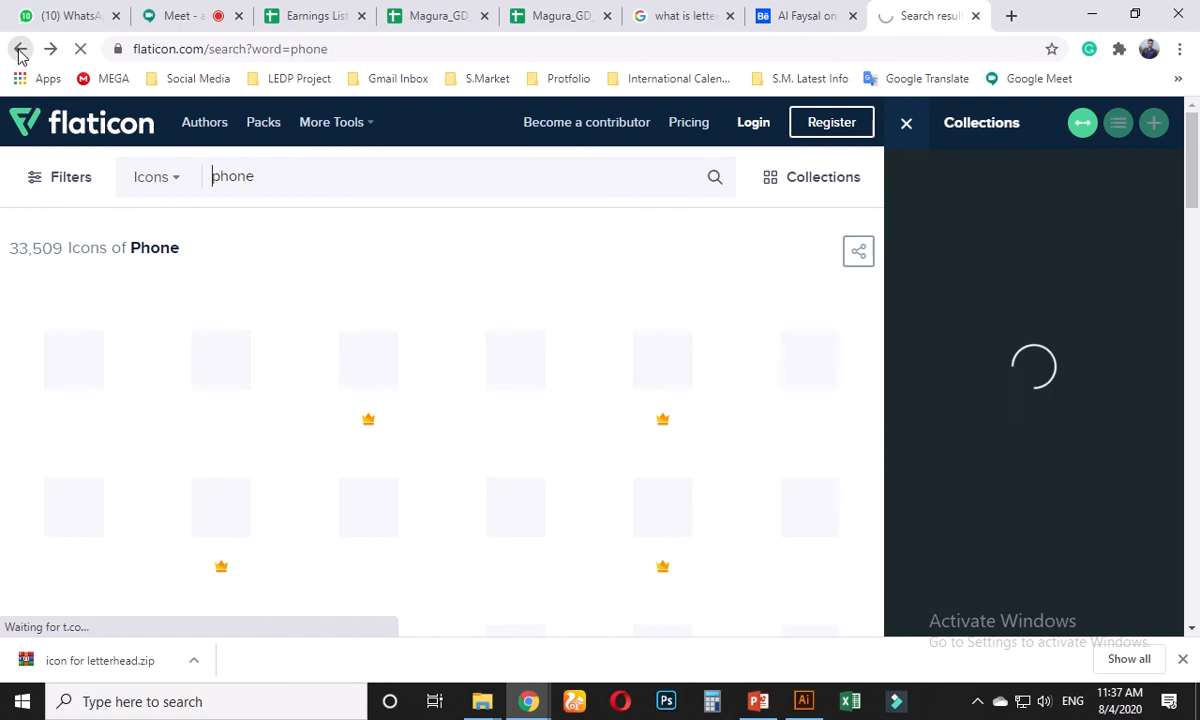 (10) WhatsA
Meet - a
Earnings List
Magura_GD_
Magura_GD_
what is lette
Al Faysal on
Search resul
flaticon.com/search?word=phone
Apps
MEGA
Social Media
LEDP Project
Gmail Inbox
S.Market
Protfolio
International Calen...
S.M. Latest Info
Google Translate
Google Meet
»
flaticon
Authors
Packs
More Tools
Become a contributor
Pricing
Login
Register
Collections
Filters
Icons
phone
Collections
33,509 Icons of Phone
Waiting for t.co...
Activate Windows
Go to Settings to activate Windows.
icon for letterhead.zip
Show all
Type here to search
Ps
Ai
ENG
11:37 AM
8/4/2020